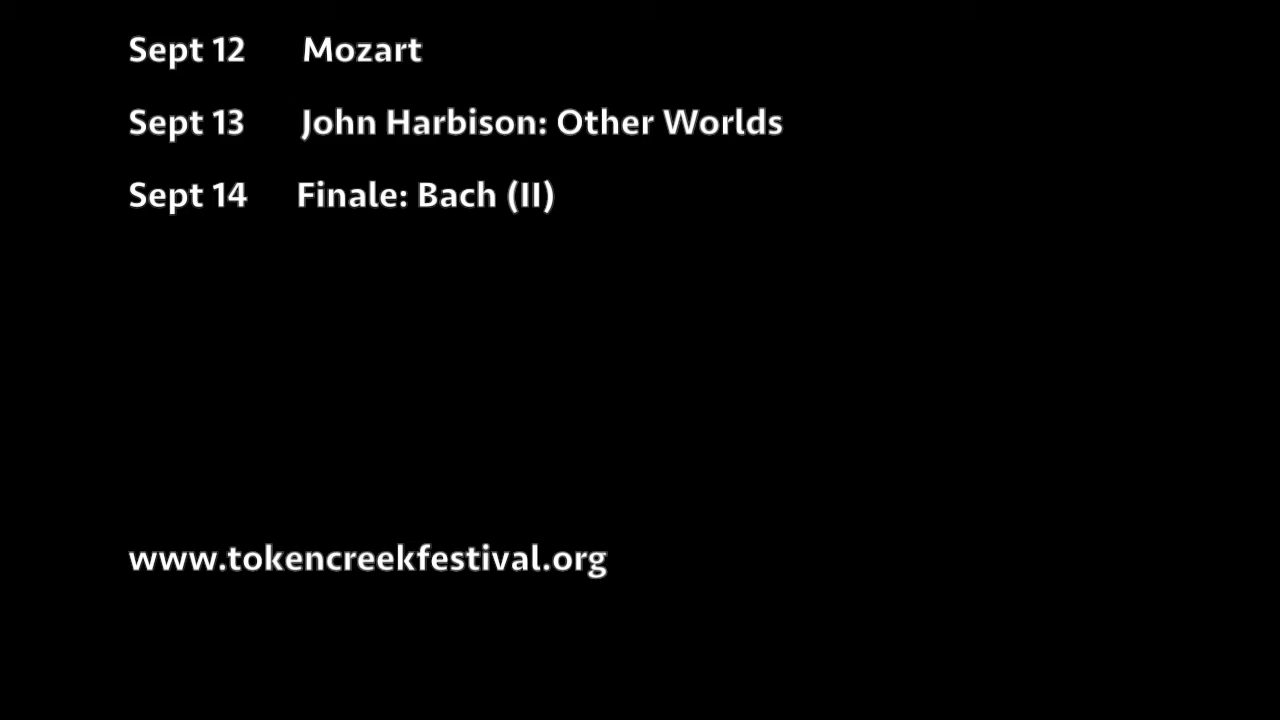 Sept 12 Mozart
Sept 13 John Harbison: Other Worlds
Sept 14 Finale: Bach (II)
www.tokencreekfestival.org